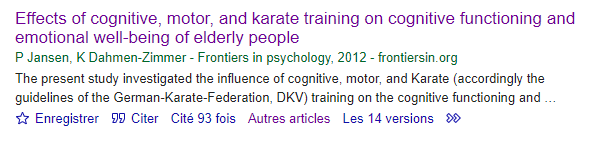 Effects of cognitive, motor, and karate training on cognitive functioning and
emotional well-being of elderly people
P Jansen, K Dahmen-Zimmer - Frontiers in psychology, 2012 - frontiersin.org
The present study investigated the influence of cognitive, motor, and Karate (accordingly the
guidelines of the German-Karate-Federation, DKV) training on the cognitive functioning and …
Enregistrer Citer Cité 93 fois Autres articles Les 14 versions